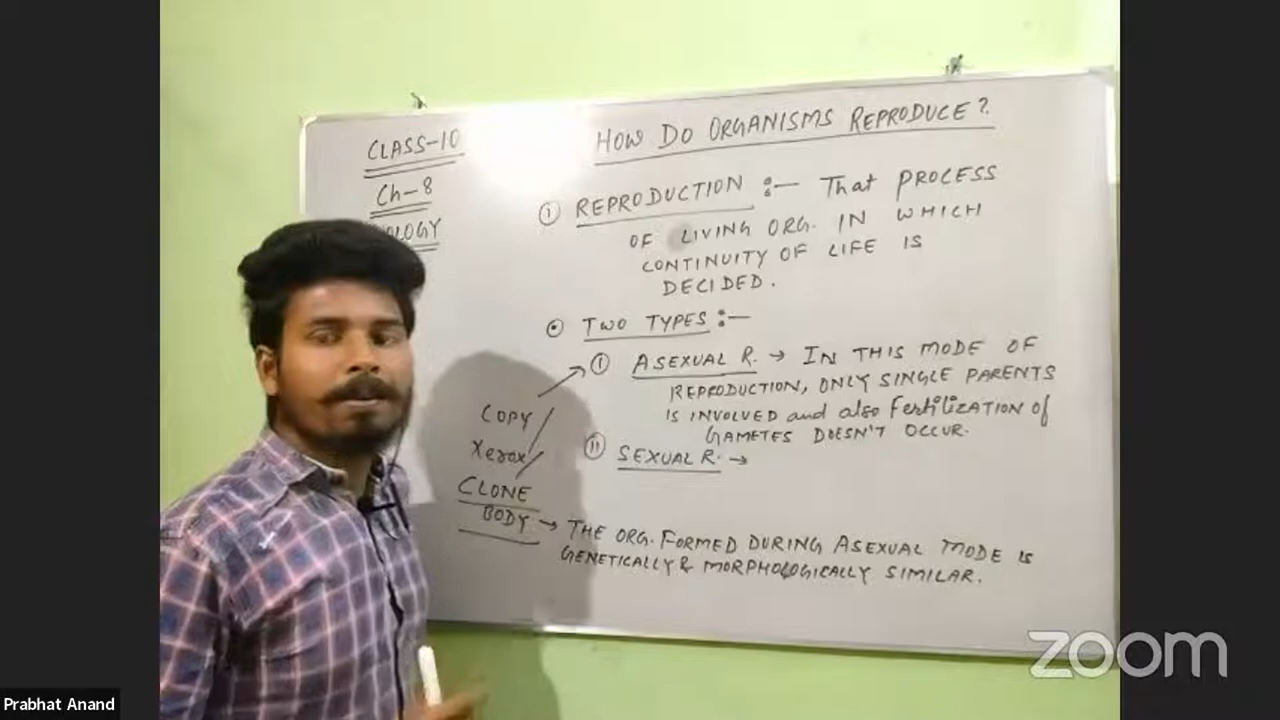 CLASS-10
Ch-8
OLOGY
HOW DO ORGANISMS REPRODUCE?
① REPRODUCTION :— That PROCESS
OF LIVING ORG. IN WHICH
CONTINUITY OF LIFE IS
DECIDED.
TWO TYPES :—
① ASEXUAL R. → IN THIS MODE OF
REPRODUCTION, ONLY SINGLE PARENTS
IS INVOLVED and also Fertilization of
GAMETES DOESN'T OCCUR.
COPY
Xerox
CLONE
BODY → THE ORG. FORMED DURING ASEXUAL MODE IS
GENETICALLY & MORPHOLOGICALLY SIMILAR.
Ⅱ SEXUAL R. →
zoom
Prabhat Anand